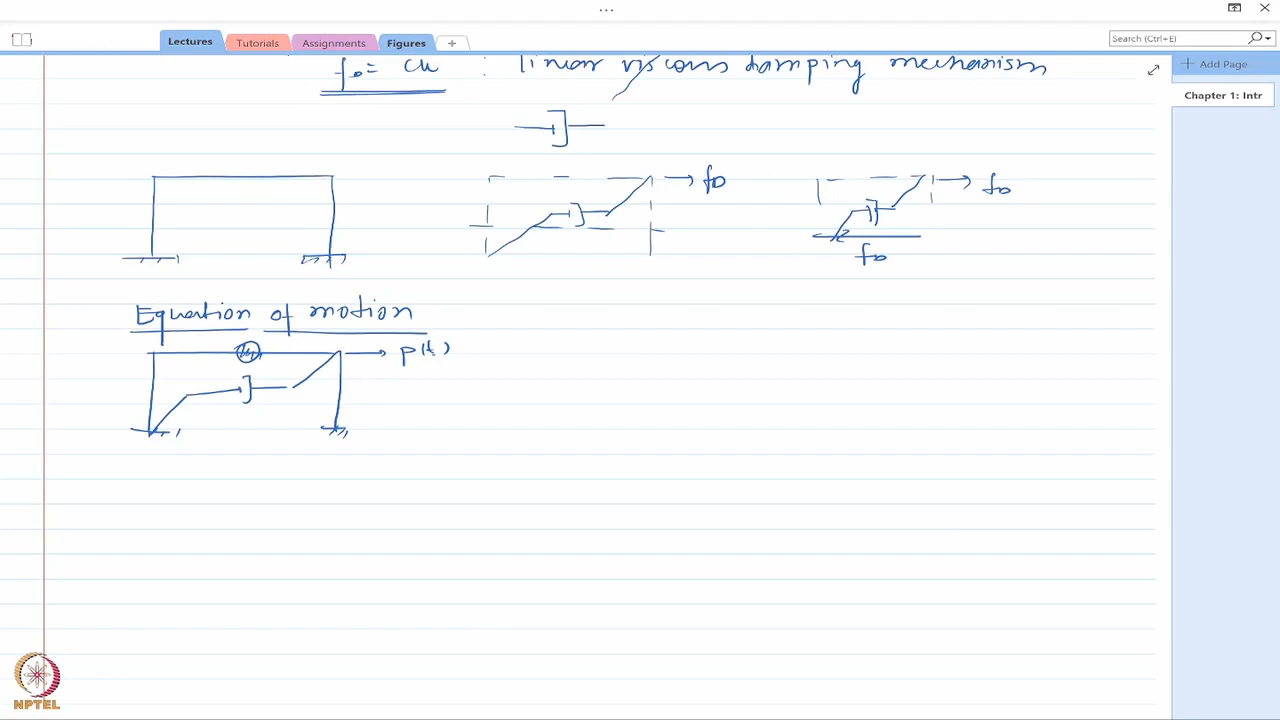 Lectures Tutorials Assignments Figures
Search (Ctrl+E)
Add Page
Chapter 1: Intr
fD = cu̇ : linear viscous damping mechanism
fD
fD
fD
Equation of motion
m
p(t)
NPTEL